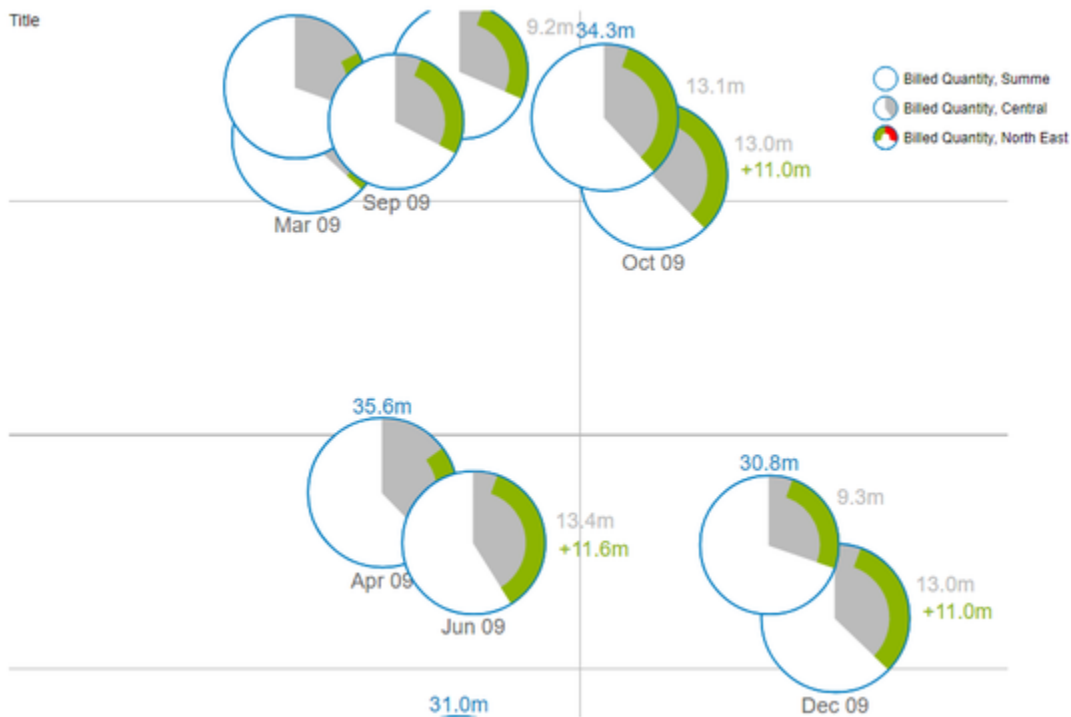 Title
9.2m
34.3m
Billed Quantity, Summe
13.1m
Billed Quantity, Central
13.0m
Billed Quantity, North East
+11.0m
Sep 09
Mar 09
Oct 09
35.6m
30.8m
9.3m
13.4m
+11.6m
Apr 09
13.0m
+11.0m
Jun 09
31.0m
Dec 09